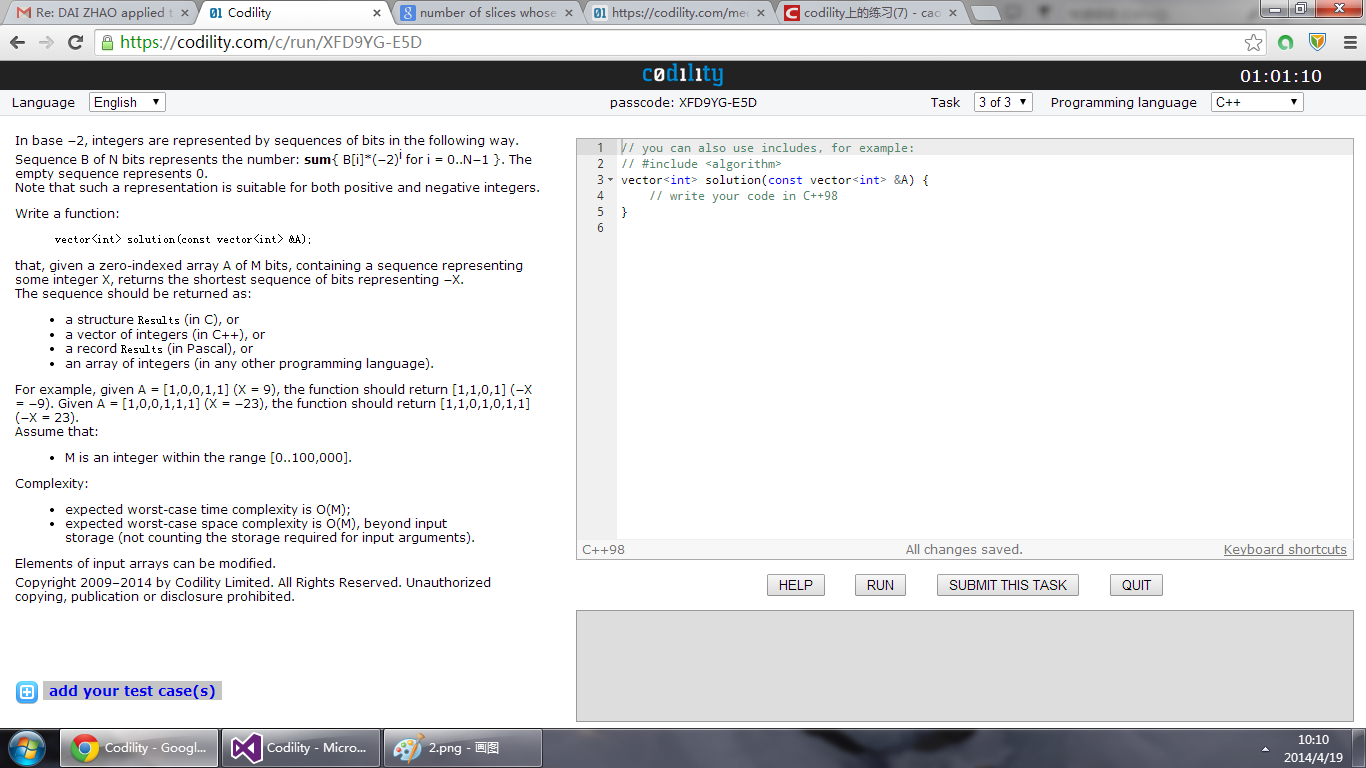 Re: DAI ZHAO applied t
Codility
number of slices whose
https://codility.com/med
codility上的练习(7) - cao
https://codility.com/c/run/XFD9YG-E5D
codility
01:01:10
Language English passcode: XFD9YG-E5D Task 3 of 3 Programming language C++
In base −2, integers are represented by sequences of bits in the following way.
Sequence B of N bits represents the number: sum{ B[i]*(−2)^i for i = 0..N−1 }. The
empty sequence represents 0.
Note that such a representation is suitable for both positive and negative integers.
Write a function:
vector<int> solution(const vector<int> &A);
that, given a zero-indexed array A of M bits, containing a sequence representing
some integer X, returns the shortest sequence of bits representing −X.
The sequence should be returned as:
• a structure Results (in C), or
• a vector of integers (in C++), or
• a record Results (in Pascal), or
• an array of integers (in any other programming language).
For example, given A = [1,0,0,1,1] (X = 9), the function should return [1,1,0,1] (−X
= −9). Given A = [1,0,0,1,1,1] (X = −23), the function should return [1,1,0,1,0,1,1]
(−X = 23).
Assume that:
• M is an integer within the range [0..100,000].
Complexity:
• expected worst-case time complexity is O(M);
• expected worst-case space complexity is O(M), beyond input
storage (not counting the storage required for input arguments).
Elements of input arrays can be modified.
Copyright 2009–2014 by Codility Limited. All Rights Reserved. Unauthorized
copying, publication or disclosure prohibited.
add your test case(s)
1 // you can also use includes, for example:
2 // #include <algorithm>
3 vector<int> solution(const vector<int> &A) {
4 // write your code in C++98
5 }
6
C++98 All changes saved. Keyboard shortcuts
HELP RUN SUBMIT THIS TASK QUIT
Codility - Googl...
Codility - Micro...
2.png - 画图
10:10
2014/4/19